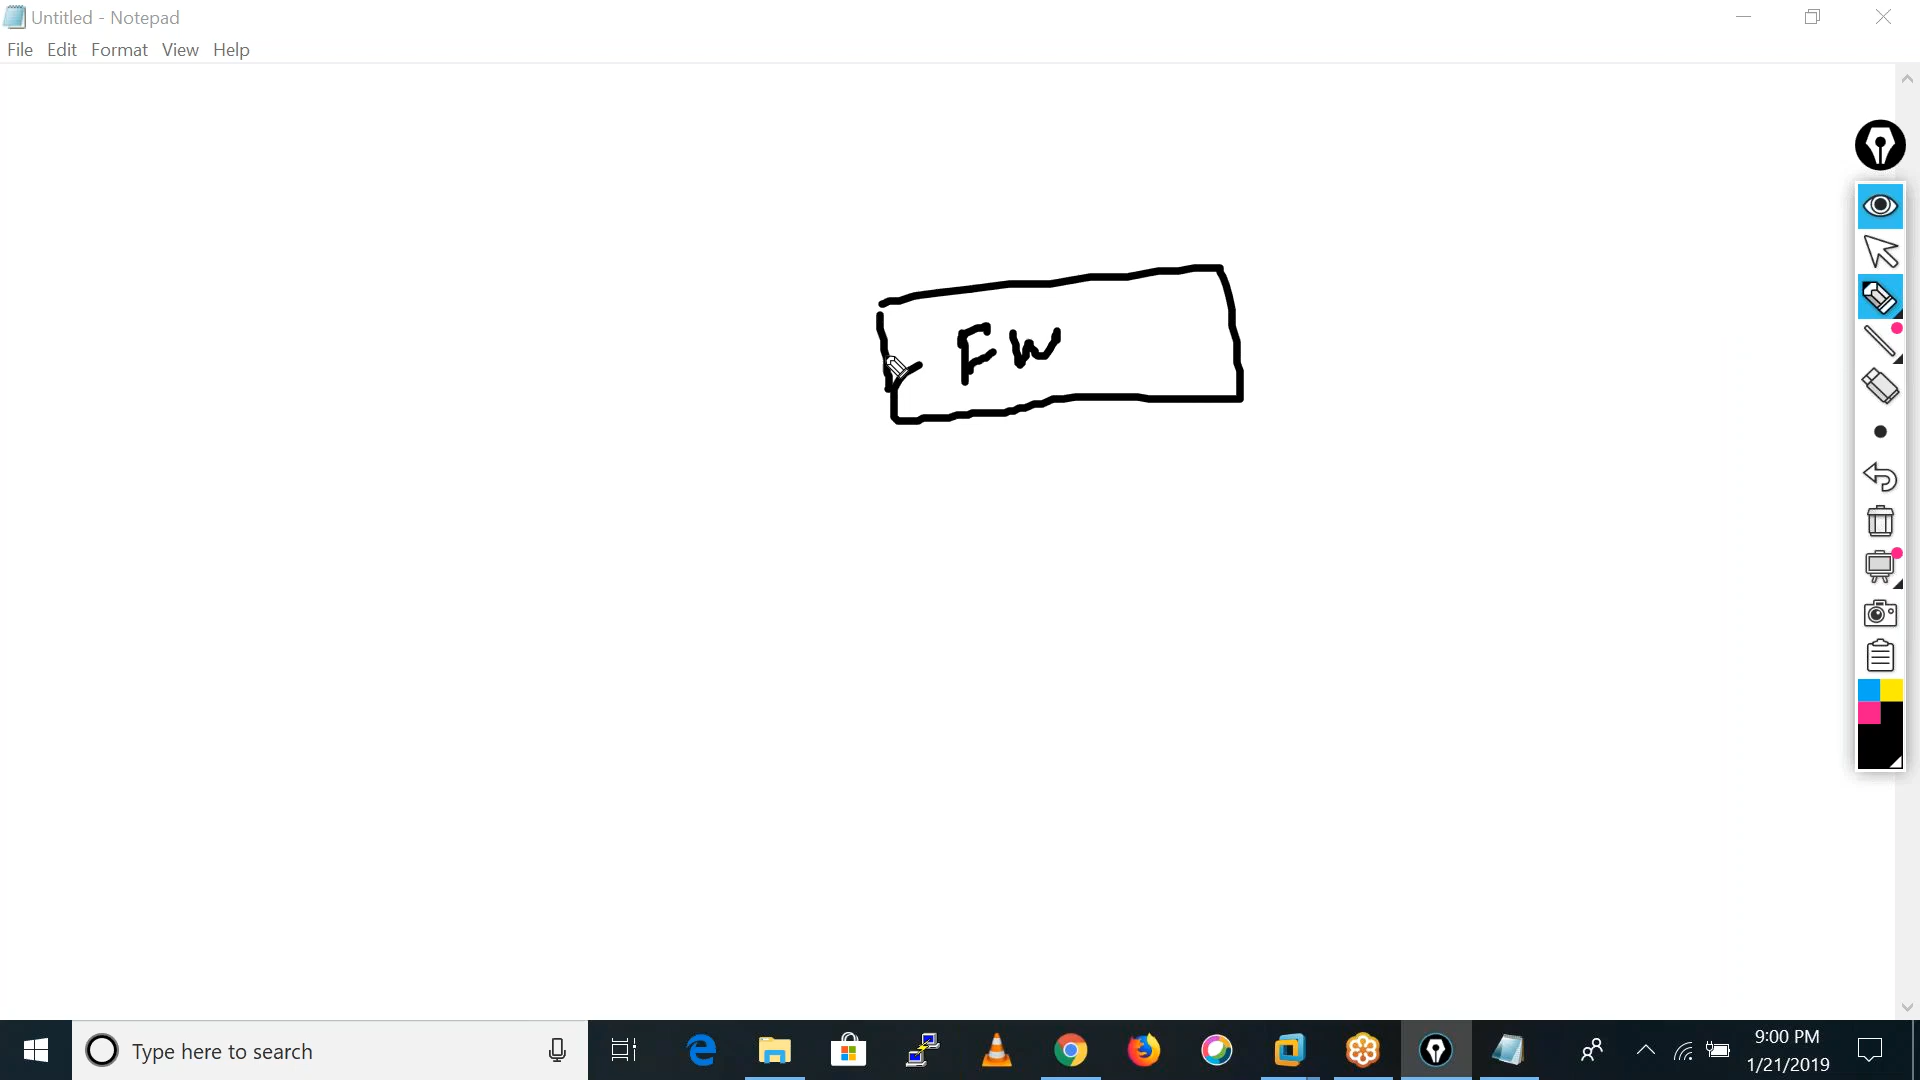 Untitled - Notepad
File Edit Format View Help
FW
Type here to search
9:00 PM
1/21/2019